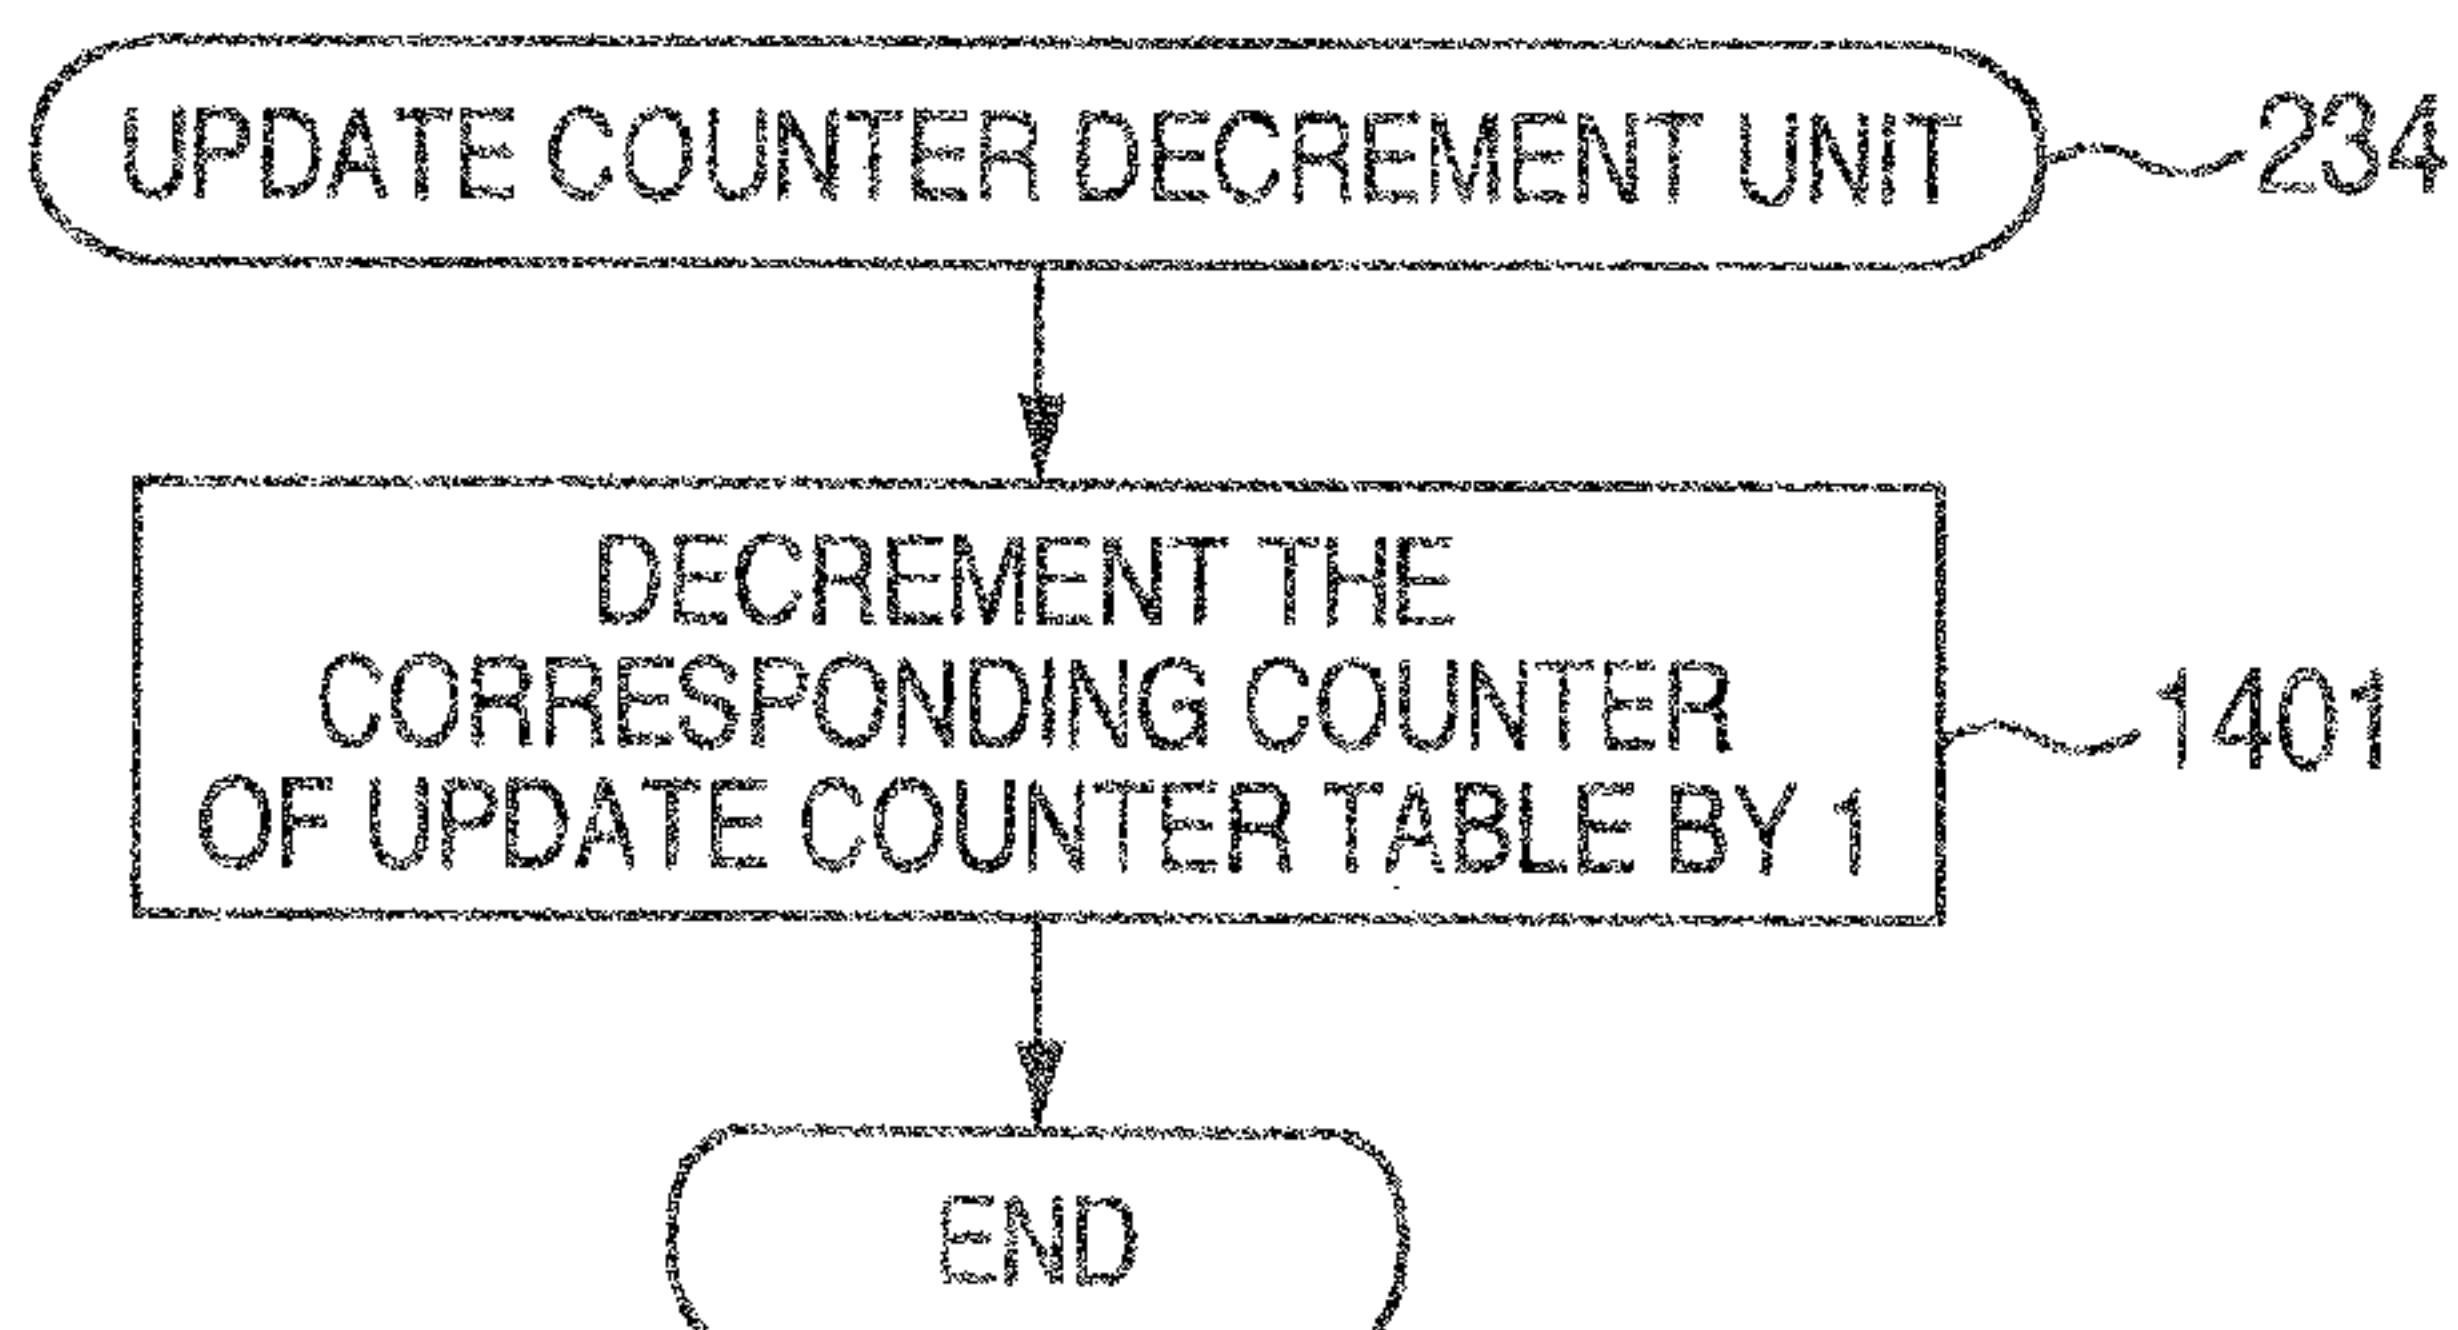 UPDATE COUNTER DECREMENT UNIT
234
DECREMENT THE
CORRESPONDING COUNTER
OF UPDATE COUNTER TABLE BY 1
1401
END